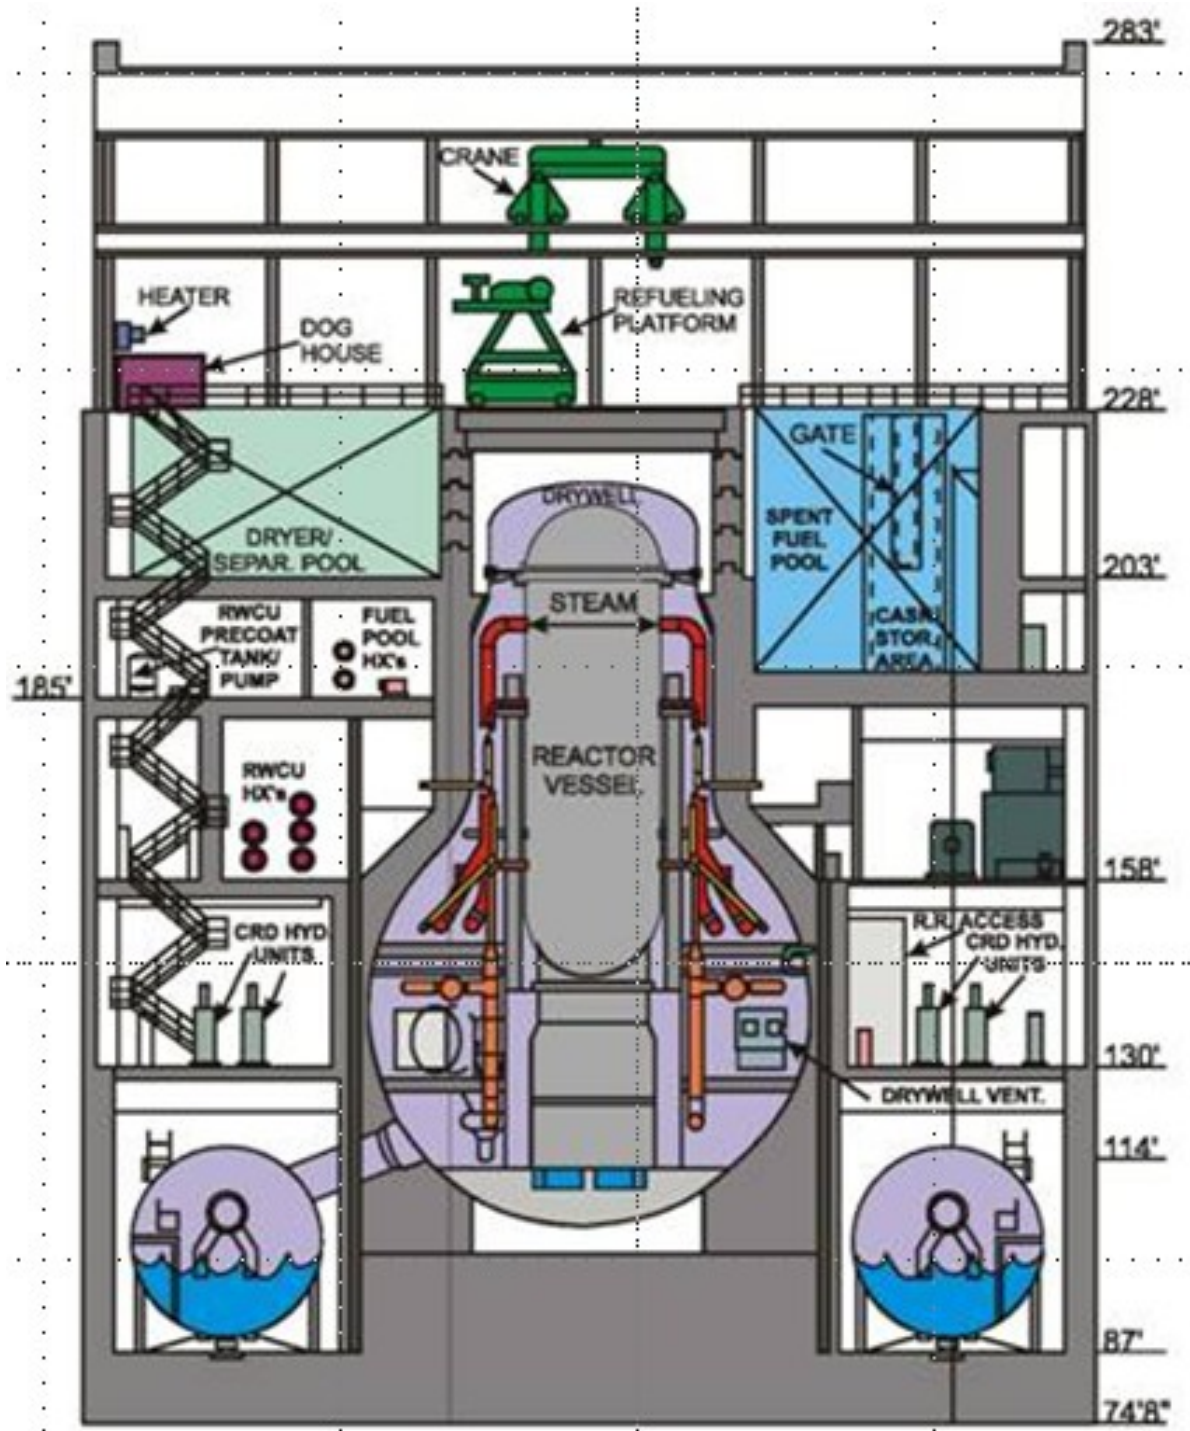 283'
CRANE
HEATER
DOG
HOUSE
REFUELING
PLATFORM
228'
GATE
DRYWELL
SPENT
FUEL
POOL
DRYER/
SEPAR. POOL
203'
STEAM
RWCU
PRECOAT
TANK/
PUMP
FUEL
POOL
HX's
CASK
STOR.
AREA
185'
REACTOR
VESSEL
RWCU
HX's
158'
CRD HYD.
UNITS
R.R. ACCESS
CRD HYD.
UNITS
130'
DRYWELL VENT.
114'
87'
74'8"